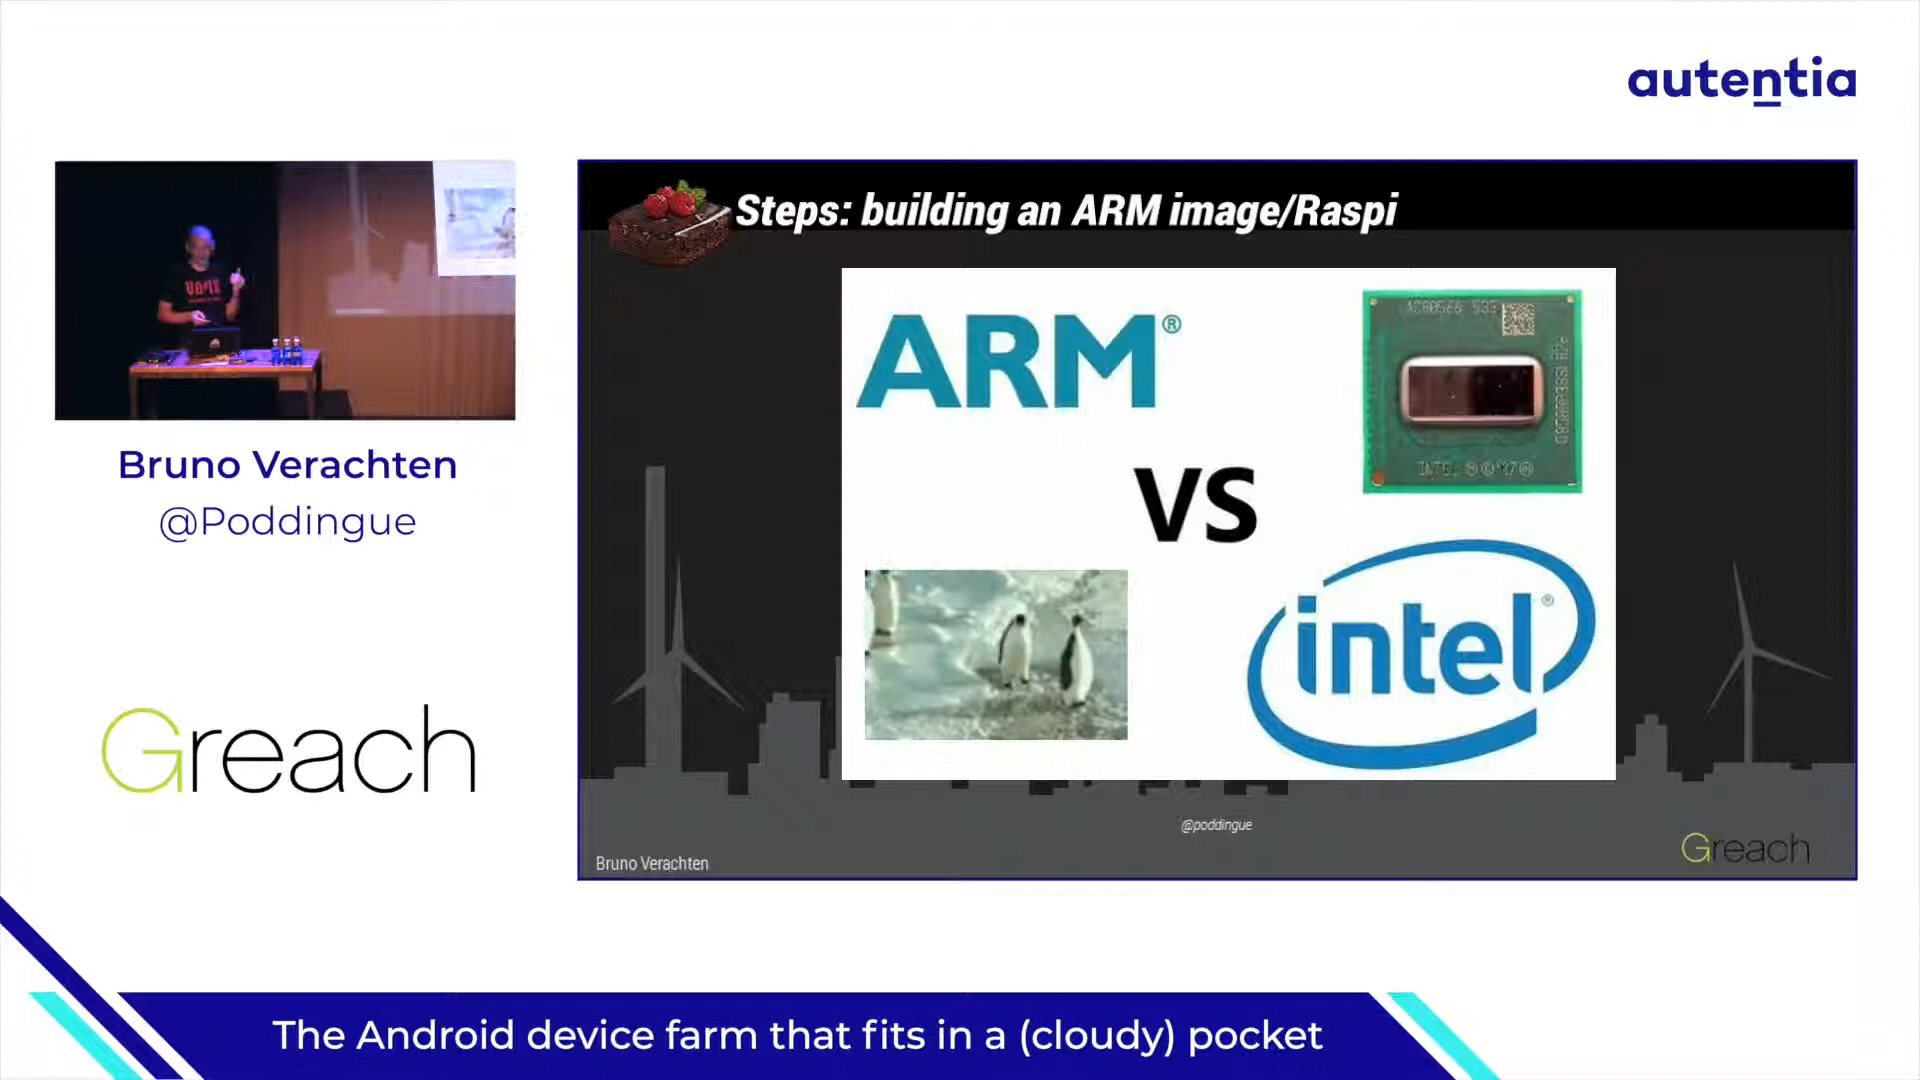 autentia
Steps: building an ARM image/Raspi
ARM®
VS
intel®
@poddingue
Bruno Verachten
Greach
Bruno Verachten
@Poddingue
Greach
The Android device farm that fits in a (cloudy) pocket